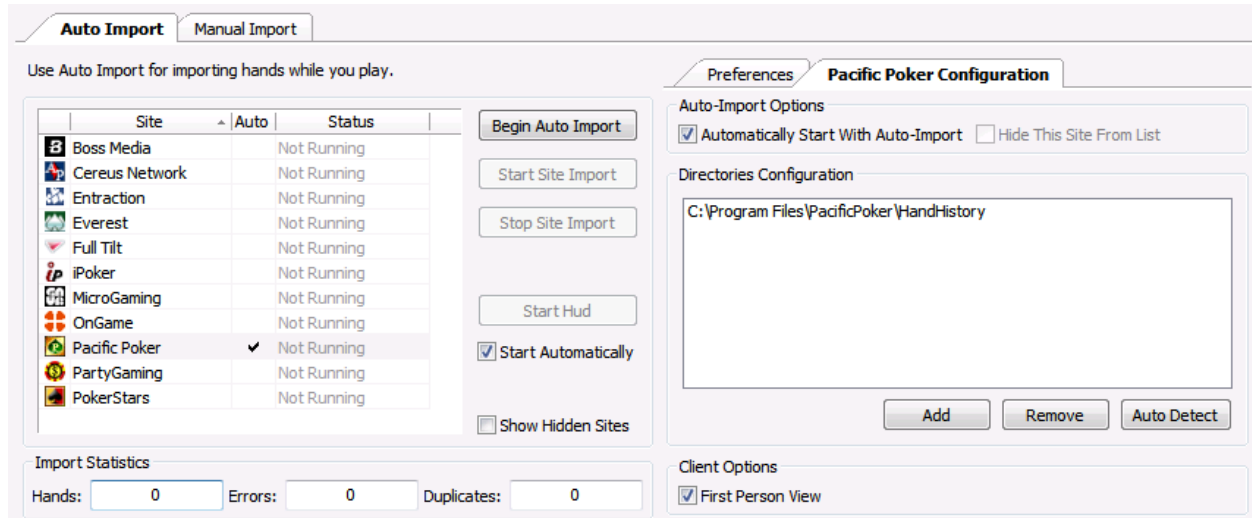 Auto Import Manual Import
Use Auto Import for importing hands while you play.
Site Auto Status
Boss Media Not Running
Cereus Network Not Running
Entraction Not Running
Everest Not Running
Full Tilt Not Running
iPoker Not Running
MicroGaming Not Running
OnGame Not Running
Pacific Poker Not Running
PartyGaming Not Running
PokerStars Not Running
Begin Auto Import
Start Site Import
Stop Site Import
Start Hud
Start Automatically
Show Hidden Sites
Import Statistics
Hands: 0 Errors: 0 Duplicates: 0
Preferences Pacific Poker Configuration
Auto-Import Options
Automatically Start With Auto-Import Hide This Site From List
Directories Configuration
C:\Program Files\PacificPoker\HandHistory
Add Remove Auto Detect
Client Options
First Person View